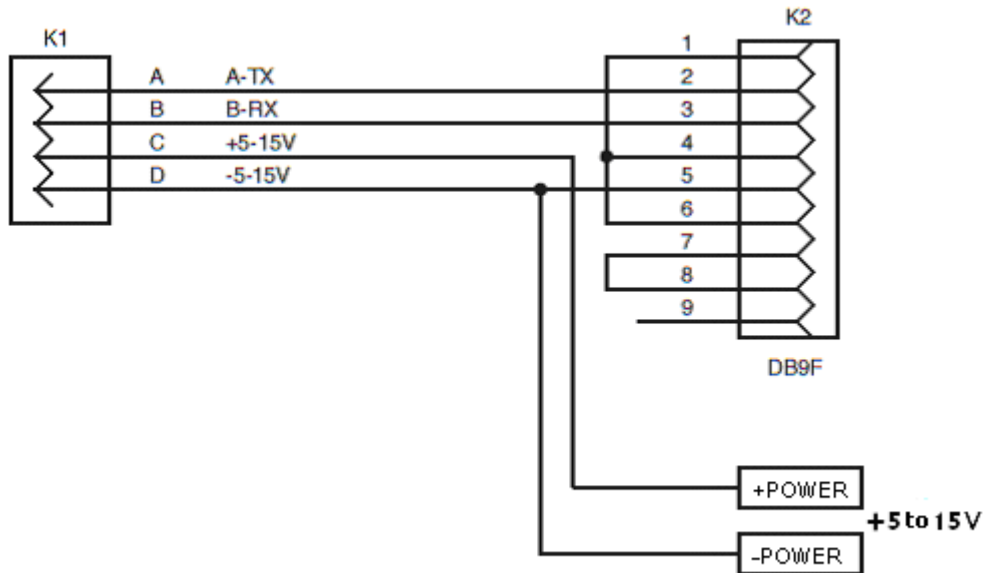 K1
K2
A A-TX
B B-RX
C +5-15V
D -5-15V
1
2
3
4
5
6
7
8
9
DB9F
+POWER
+5 to 15V
-POWER